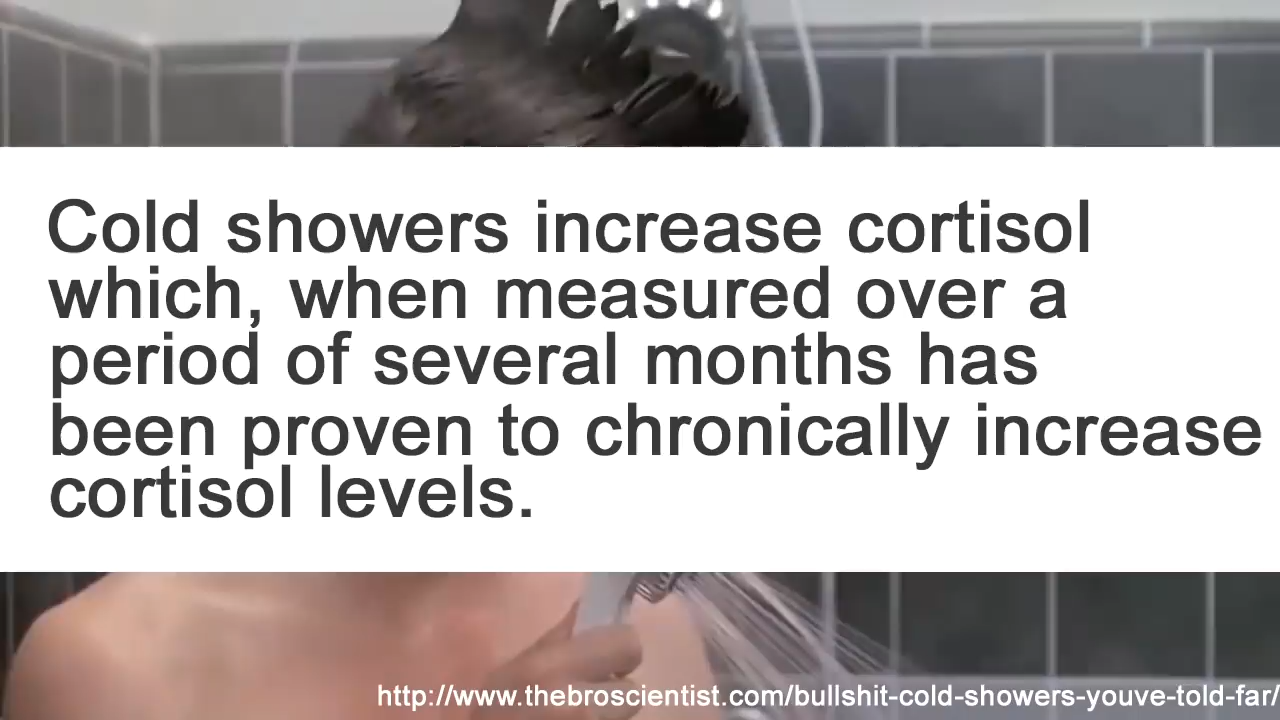 Cold showers increase cortisol
which, when measured over a
period of several months has
been proven to chronically increase
cortisol levels.
http://www.thebroscientist.com/bullshit-cold-showers-youve-told-far/